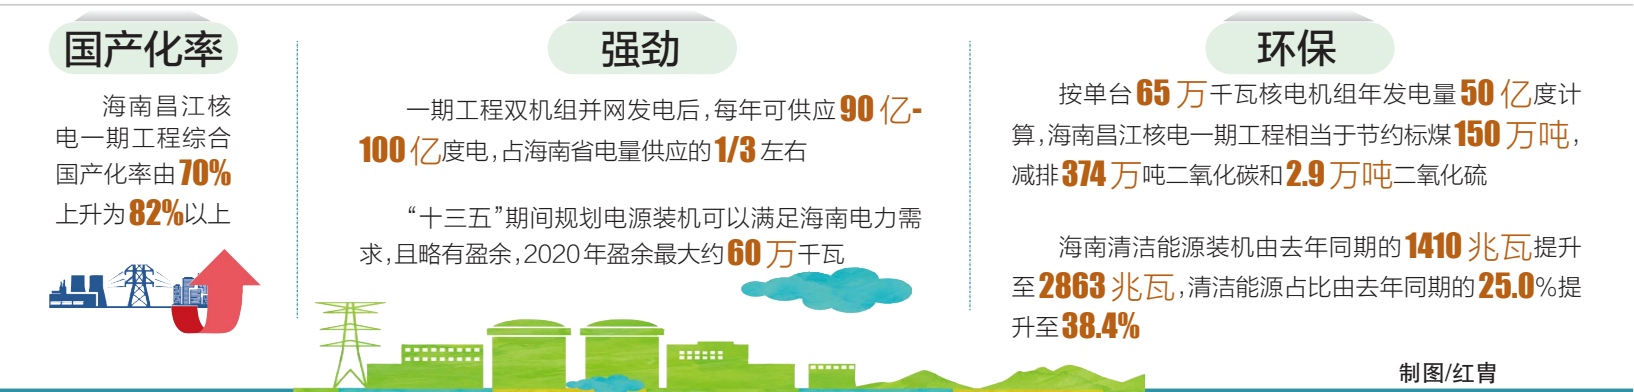 国产化率
海南昌江核
电一期工程综合
国产化率由70%
上升为82%以上
强劲
一期工程双机组并网发电后，每年可供应90亿-
100亿度电，占海南省电量供应的1/3左右
“十三五”期间规划电源装机可以满足海南电力需
求，且略有盈余，2020年盈余最大约60万千瓦
环保
按单台65万千瓦核电机组年发电量50亿度计
算，海南昌江核电一期工程相当于节约标煤150万吨，
减排374万吨二氧化碳和2.9万吨二氧化硫
海南清洁能源装机由去年同期的1410兆瓦提升
至2863兆瓦，清洁能源占比由去年同期的25.0%提
升至38.4%
制图/红胄